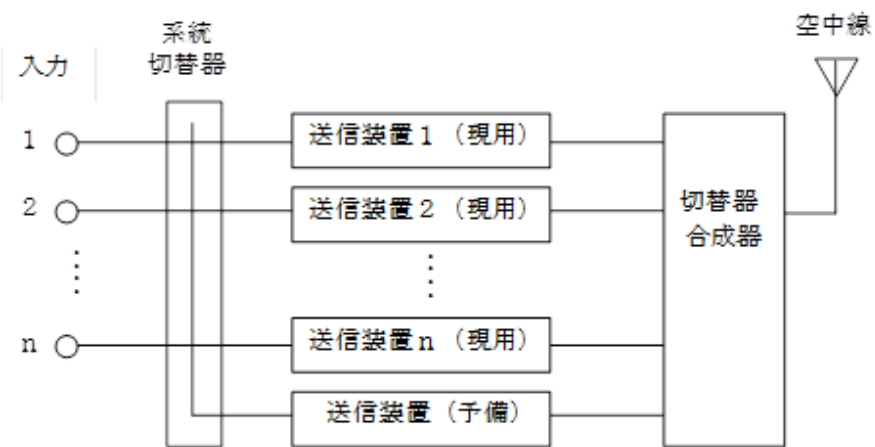 空中線
系統
切替器
入力
1
送信装置1（現用）
2
送信装置2（現用）
切替器
合成器
n
送信装置n（現用）
送信装置（予備）